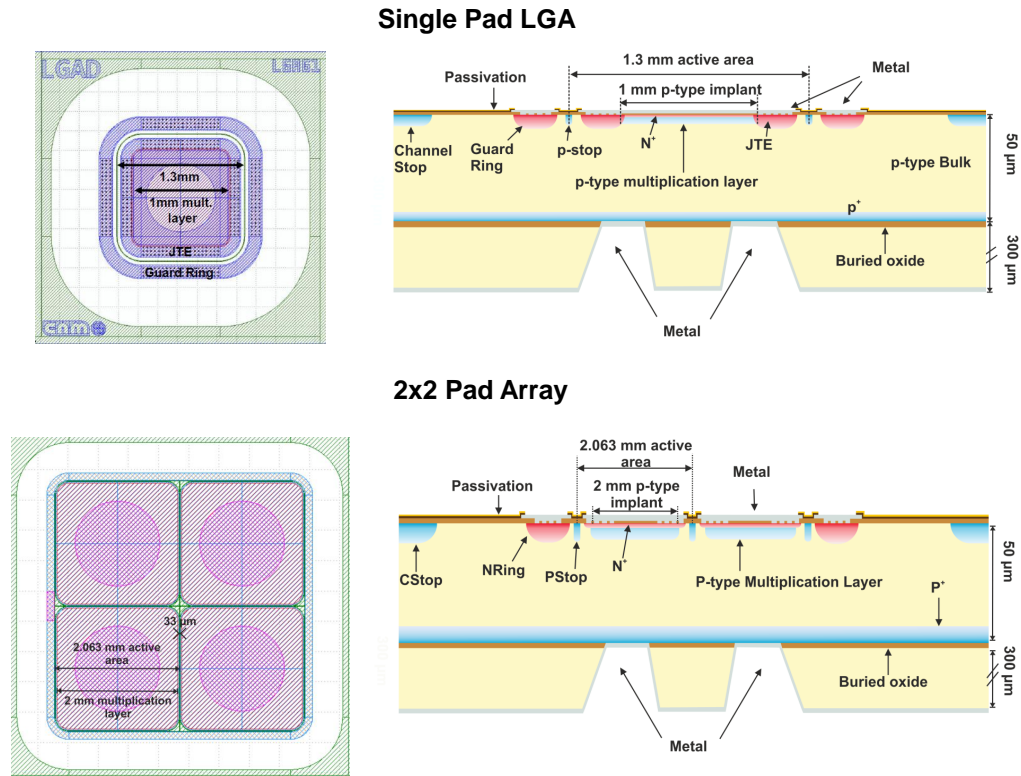 Single Pad LGA
LGAD
L6A61
1.3mm
1mm mult.
layer
JTE
Guard Ring
cnm
Passivation
1.3 mm active area
Metal
1 mm p-type implant
Channel
Stop
Guard
Ring
p-stop
N+
JTE
p-type multiplication layer
p-type Bulk
p+
50 µm
Buried oxide
300 µm
Metal
2x2 Pad Array
33 µm
2.063 mm active
area
2 mm multiplication
layer
2.063 mm active
area
Passivation
2 mm p-type
implant
Metal
CStop
NRing
PStop
N+
P-type Multiplication Layer
P+
50 µm
Buried oxide
300 µm
Metal